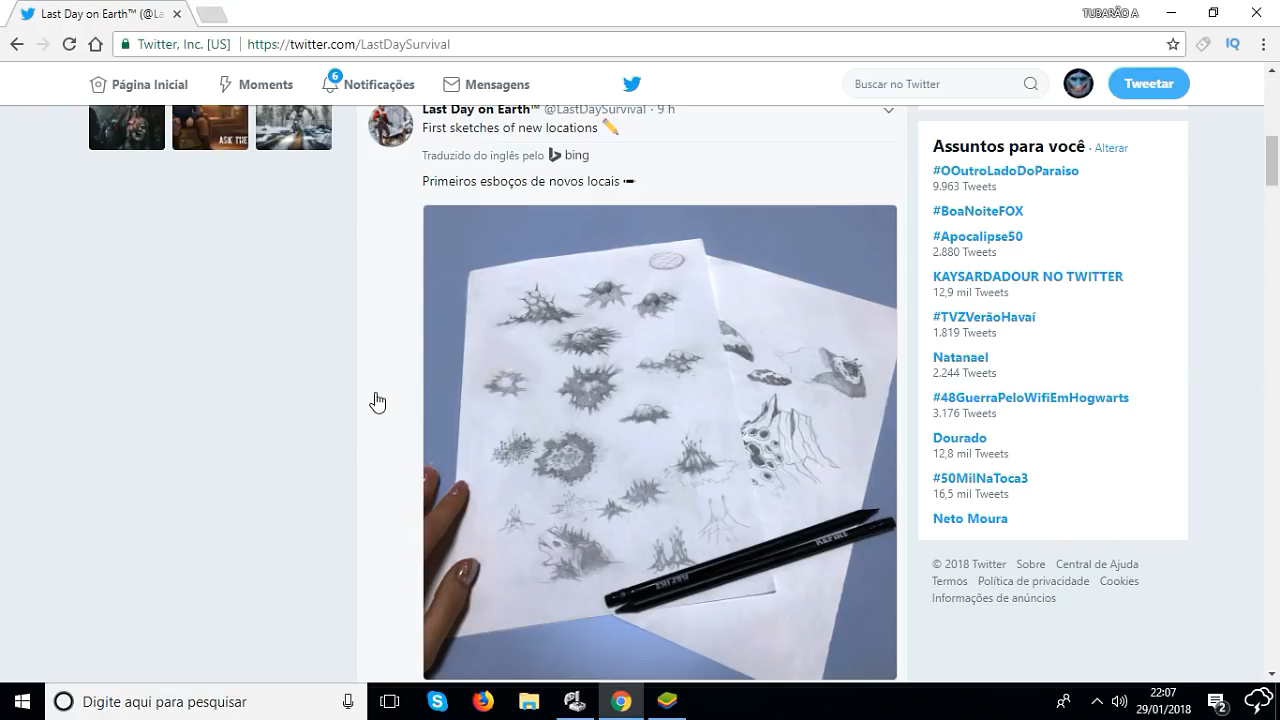 Last Day on Earth™ (@La
TUBARÃO A
Twitter, Inc. [US]
https://twitter.com/LastDaySurvival
IQ
Página Inicial
Moments
6
Notificações
Mensagens
Buscar no Twitter
Tweetar
ASK THE
Last Day on Earth™ @LastDaySurvival · 9 h
First sketches of new locations
Traduzido do inglês pelo bing
Primeiros esboços de novos locais
KEFIRS
KEFIR!
Assuntos para você · Alterar
#OOutroLadoDoParaiso
9.963 Tweets
#BoaNoiteFOX
#Apocalipse50
2.880 Tweets
KAYSARDADOUR NO TWITTER
12,9 mil Tweets
#TVZVerãoHavaí
1.819 Tweets
Natanael
2.244 Tweets
#48GuerraPeloWifiEmHogwarts
3.176 Tweets
Dourado
12,8 mil Tweets
#50MilNaToca3
16,5 mil Tweets
Neto Moura
© 2018 Twitter Sobre Central de Ajuda
Termos Política de privacidade Cookies
Informações de anúncios
Digite aqui para pesquisar
22:07
29/01/2018
2